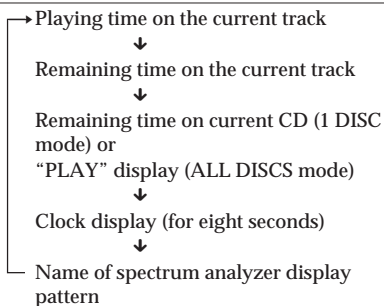 Playing time on the current track
Remaining time on the current track
Remaining time on current CD (1 DISC
mode) or
“PLAY” display (ALL DISCS mode)
Clock display (for eight seconds)
Name of spectrum analyzer display
pattern